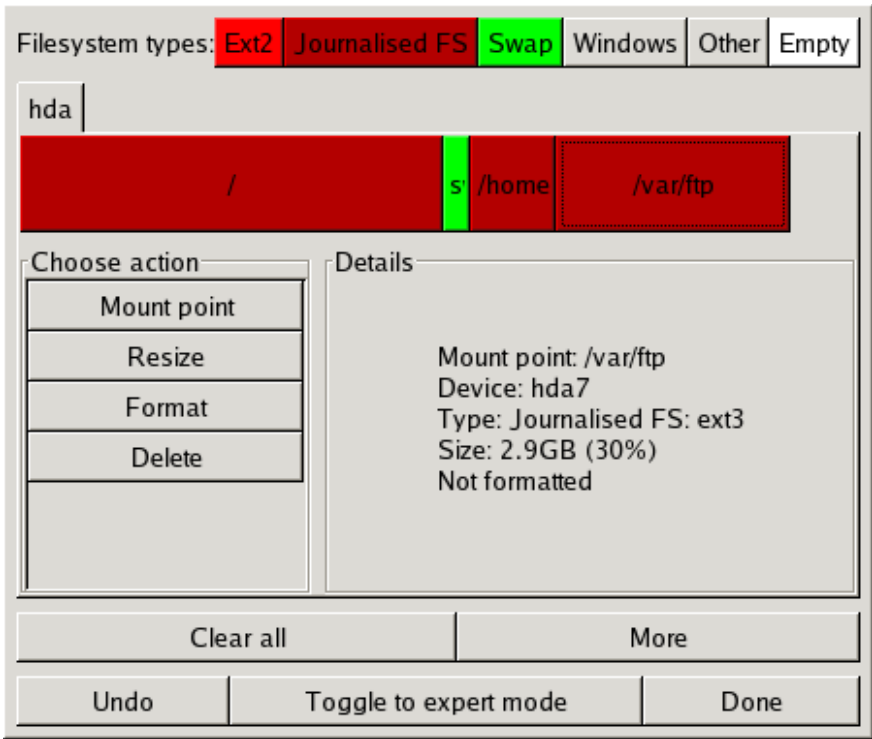 Filesystem types: Ext2 Journalised FS Swap Windows Other Empty
hda
/ /home /var/ftp
Choose action
Mount point
Resize
Format
Delete
Details
Mount point: /var/ftp
Device: hda7
Type: Journalised FS: ext3
Size: 2.9GB (30%)
Not formatted
Clear all More
Undo Toggle to expert mode Done